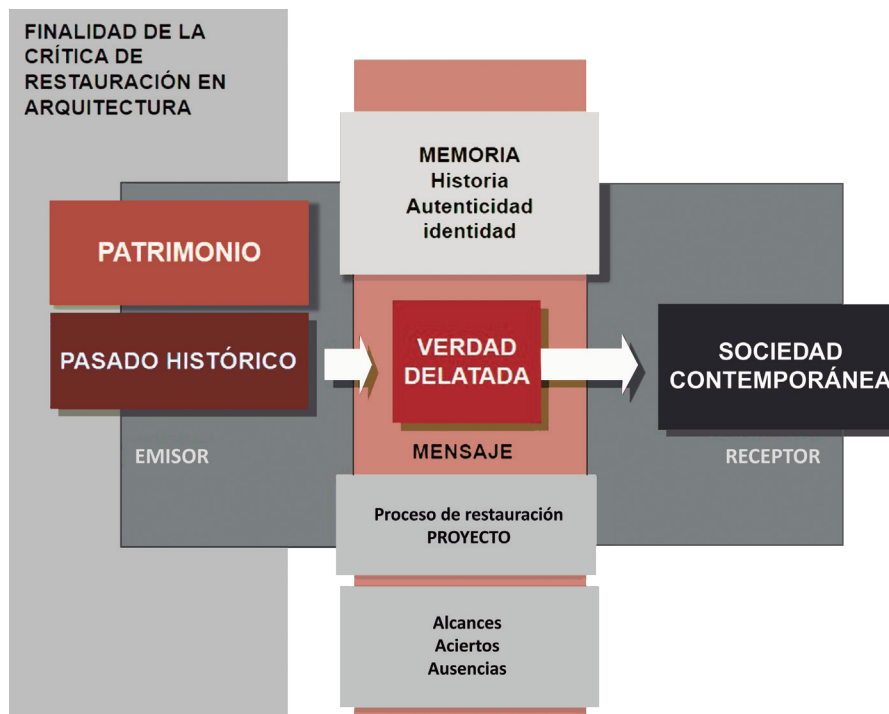 FINALIDAD DE LA
CRÍTICA DE
RESTAURACIÓN EN
ARQUITECTURA
MEMORIA
Historia
Autenticidad
identidad
PATRIMONIO
PASADO HISTÓRICO
VERDAD
DELATADA
SOCIEDAD
CONTEMPORÁNEA
EMISOR
MENSAJE
RECEPTOR
Proceso de restauración
PROYECTO
Alcances
Aciertos
Ausencias